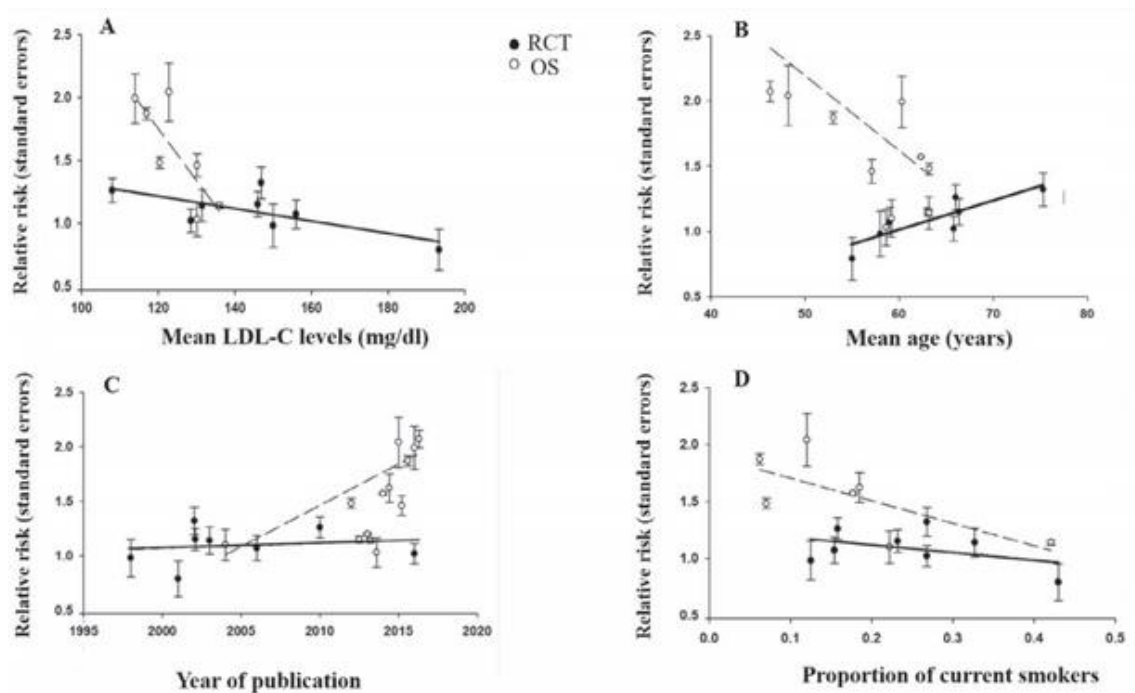 A
Relative risk (standard errors)
2.5
2.0
1.5
1.0
0.5
100 120 140 160 180 200
Mean LDL-C levels (mg/dl)
RCT
OS
B
Relative risk (standard errors)
2.5
2.0
1.5
1.0
0.5
40 50 60 70 80
Mean age (years)
C
Relative risk (standard errors)
2.5
2.0
1.5
1.0
0.5
1995 2000 2005 2010 2015 2020
Year of publication
D
Relative risk (standard errors)
2.5
2.0
1.5
1.0
0.5
0.0 0.1 0.2 0.3 0.4 0.5
Proportion of current smokers